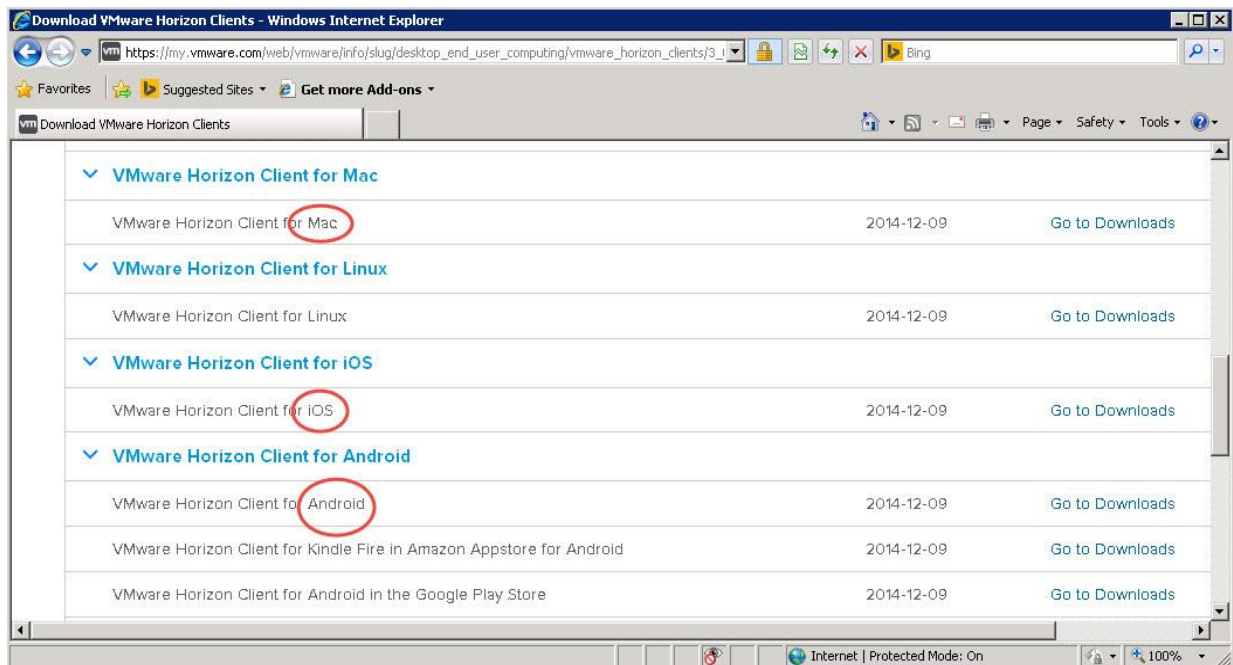 Download VMware Horizon Clients - Windows Internet Explorer
vm https://my.vmware.com/web/vmware/info/slug/desktop_end_user_computing/vmware_horizon_clients/3_ Bing
Favorites Suggested Sites Get more Add-ons
vm Download VMware Horizon Clients Page Safety Tools
VMware Horizon Client for Mac
VMware Horizon Client for Mac 2014-12-09 Go to Downloads
VMware Horizon Client for Linux
VMware Horizon Client for Linux 2014-12-09 Go to Downloads
VMware Horizon Client for iOS
VMware Horizon Client for iOS 2014-12-09 Go to Downloads
VMware Horizon Client for Android
VMware Horizon Client for Android 2014-12-09 Go to Downloads
VMware Horizon Client for Kindle Fire in Amazon Appstore for Android 2014-12-09 Go to Downloads
VMware Horizon Client for Android in the Google Play Store 2014-12-09 Go to Downloads
Internet | Protected Mode: On 100%